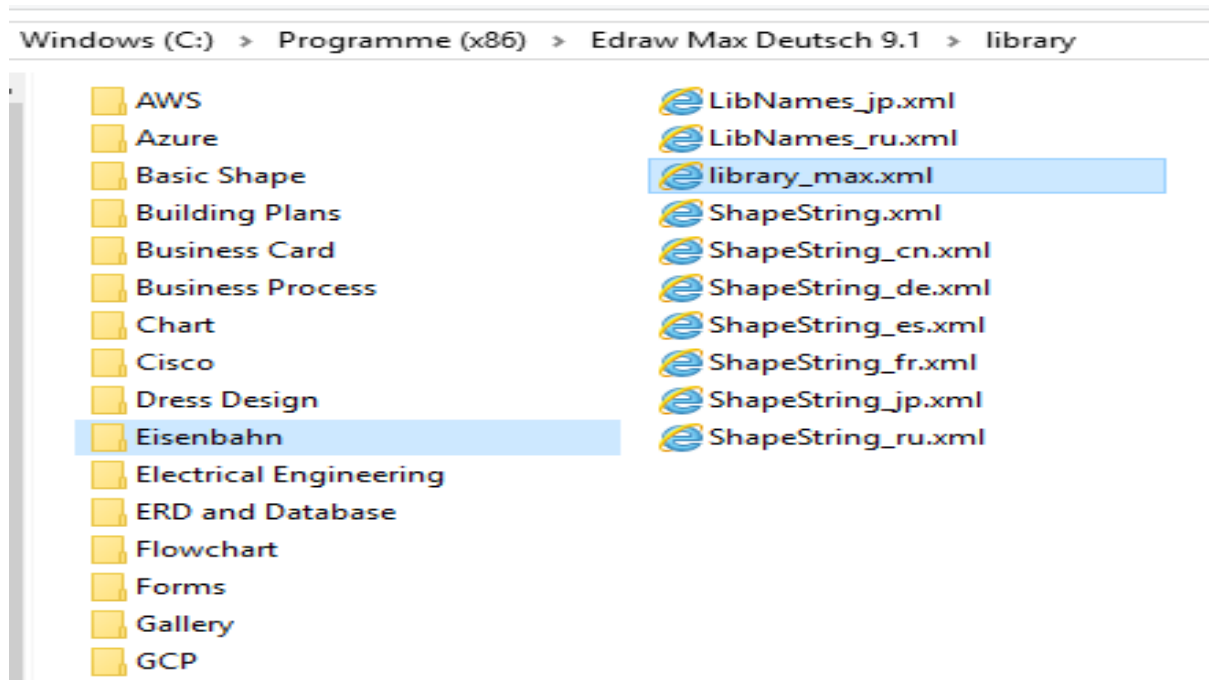 Windows (C:) > Programme (x86) > Edraw Max Deutsch 9.1 > library
AWS
Azure
Basic Shape
Building Plans
Business Card
Business Process
Chart
Cisco
Dress Design
Eisenbahn
Electrical Engineering
ERD and Database
Flowchart
Forms
Gallery
GCP
LibNames_jp.xml
LibNames_ru.xml
library_max.xml
ShapeString.xml
ShapeString_cn.xml
ShapeString_de.xml
ShapeString_es.xml
ShapeString_fr.xml
ShapeString_jp.xml
ShapeString_ru.xml